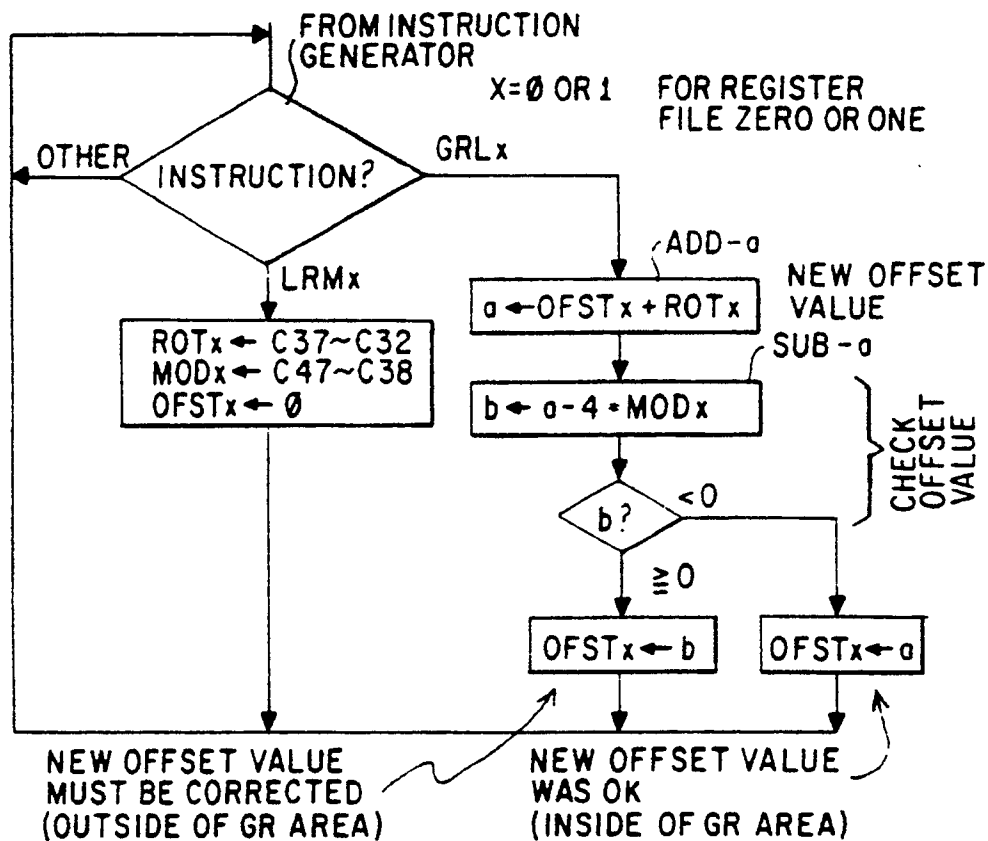 FROM INSTRUCTION
GENERATOR
X=Ø OR 1 FOR REGISTER
FILE ZERO OR ONE
OTHER
INSTRUCTION?
GRLx
LRMx
ROTx ← C37~C32
MODx ← C47~C38
OFSTx ← Ø
ADD-a
a ← OFSTx + ROTx
NEW OFFSET
VALUE
SUB-a
b ← a-4 * MODx
CHECK
OFFSET
VALUE
b?
<0
≧0
OFSTx ← b
OFSTx ← a
NEW OFFSET VALUE
MUST BE CORRECTED
(OUTSIDE OF GR AREA)
NEW OFFSET VALUE
WAS OK
(INSIDE OF GR AREA)